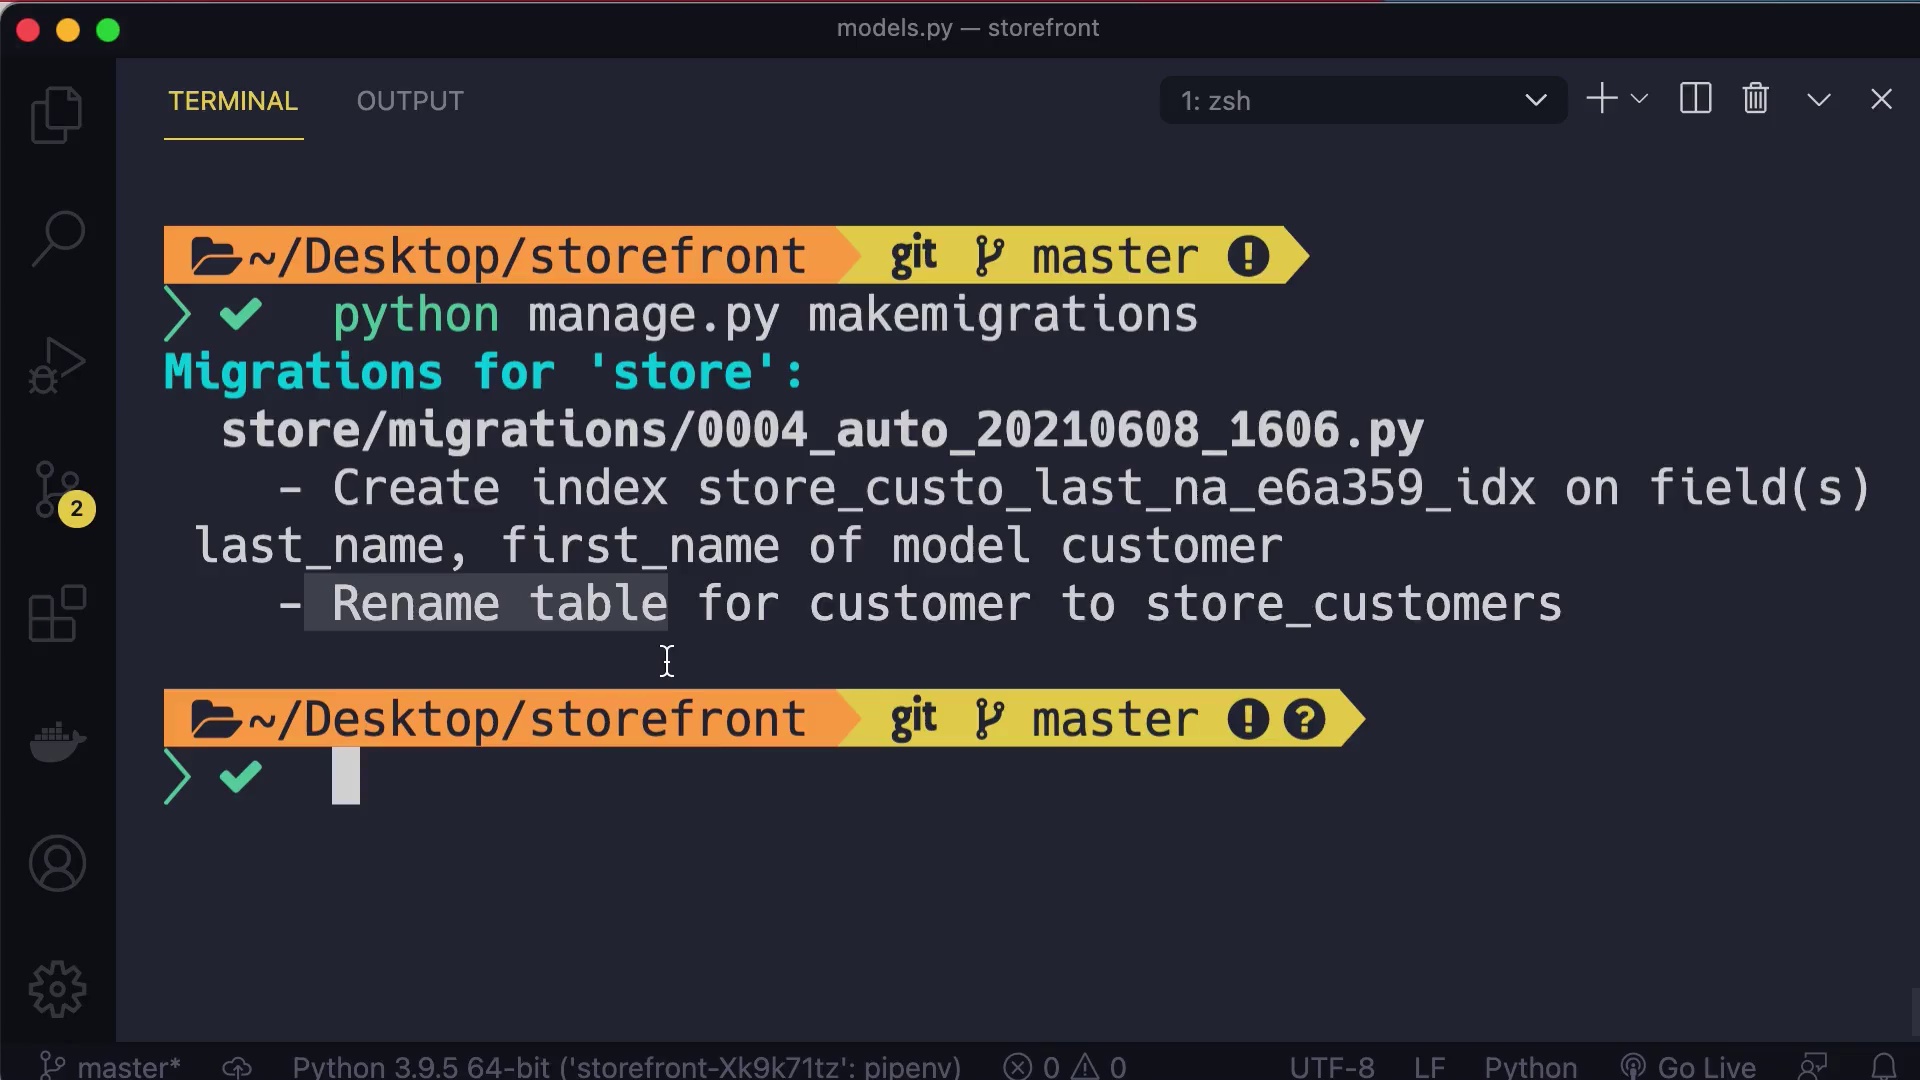 models.py — storefront
TERMINAL OUTPUT 1: zsh
~/Desktop/storefront git master !
python manage.py makemigrations
Migrations for 'store':
store/migrations/0004_auto_20210608_1606.py
- Create index store_custo_last_na_e6a359_idx on field(s)
last_name, first_name of model customer
- Rename table for customer to store_customers
2
~/Desktop/storefront git master ! ?
master* Python 3.9.5 64-bit ('storefront-Xk9k71tz': pipenv) 0 0 UTF-8 LF Python Go Live